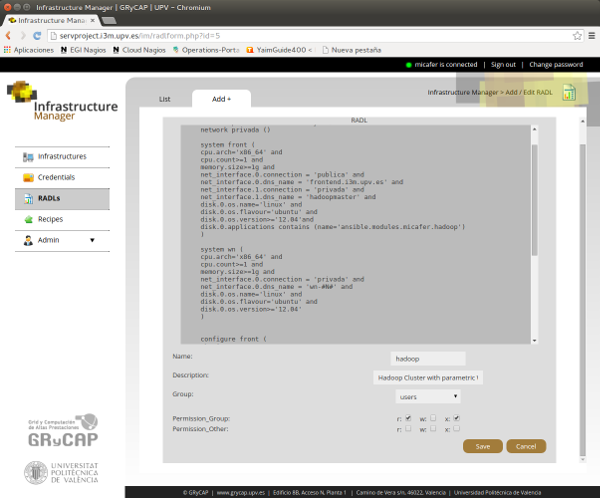 Infrastructure Manager | GRyCAP | UPV - Chromium
Infrastructure Mana
servproject.i3m.upv.es/im/radlform.php?id=5
Aplicaciones EGI Nagios Cloud Nagios Operations-Porta YaimGuide400 < Nueva pestaña
micafer is connected | Sign out | Change password
Infrastructure
Manager
List
Add +
Infrastructure Manager > Add / Edit RADL
Infrastructures
Credentials
RADLs
Recipes
Admin
RADL
network privada ()
system front (
cpu.arch='x86_64' and
cpu.count>=1 and
memory.size>=1g and
net_interface.0.connection = 'publica' and
net_interface.0.dns_name = 'frontend.i3m.upv.es' and
net_interface.1.connection = 'privada' and
net_interface.1.dns_name = 'hadoopmaster' and
disk.0.os.name='linux' and
disk.0.os.flavour='ubuntu' and
disk.0.os.version>='12.04'and
disk.0.applications contains (name='ansible.modules.micafer.hadoop')
)
system wn (
cpu.arch='x86_64' and
cpu.count>=1 and
memory.size>=1g and
net_interface.0.connection = 'privada' and
net_interface.0.dns_name = 'wn-#N#' and
disk.0.os.name='linux' and
disk.0.os.flavour='ubuntu' and
disk.0.os.version>='12.04'
)
configure front (
Name: hadoop
Description: Hadoop Cluster with parametric
Group: users
Permission_Group: r: w: x:
Permission_Other: r: w: x:
Save Cancel
Grid y Computación
de Altas Prestaciones
GRyCAP
UNIVERSITAT
POLITÈCNICA
DE VALÈNCIA
© GRyCAP | www.grycap.upv.es | Edificio 8B, Acceso N, Planta 1 | Camino de Vera s/n, 46022, Valencia | Universidad Politécnica de Valencia